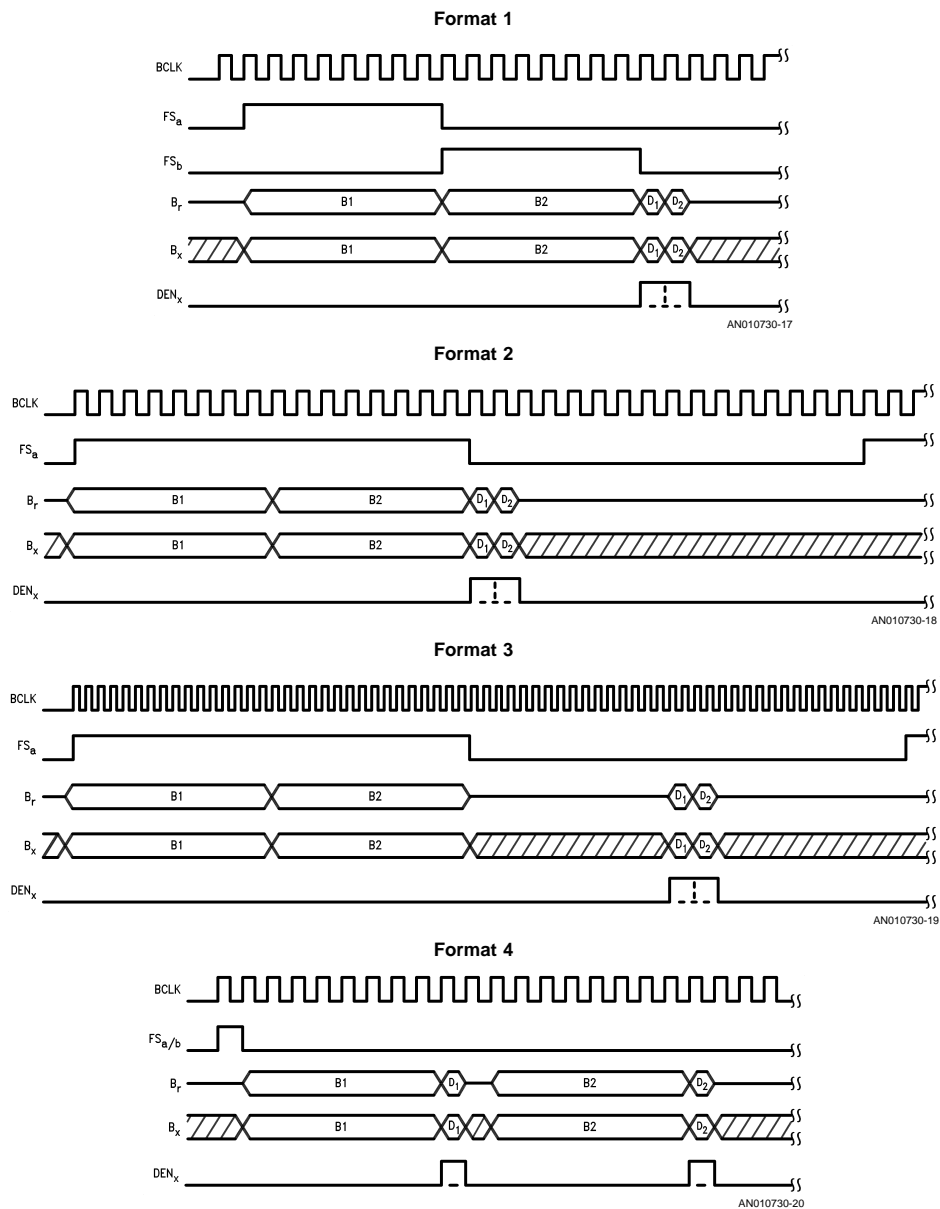 Format 1
BCLK
FSa
FSb
Br B1 B2 D1 D2
Bx B1 B2 D1 D2
DENx
AN010730-17
Format 2
BCLK
FSa
Br B1 B2 D1 D2
Bx B1 B2 D1 D2
DENx
AN010730-18
Format 3
BCLK
FSa
Br B1 B2 D1 D2
Bx B1 B2 D1 D2
DENx
AN010730-19
Format 4
BCLK
FSa/b
Br B1 D1 B2 D2
Bx B1 D1 B2 D2
DENx
AN010730-20